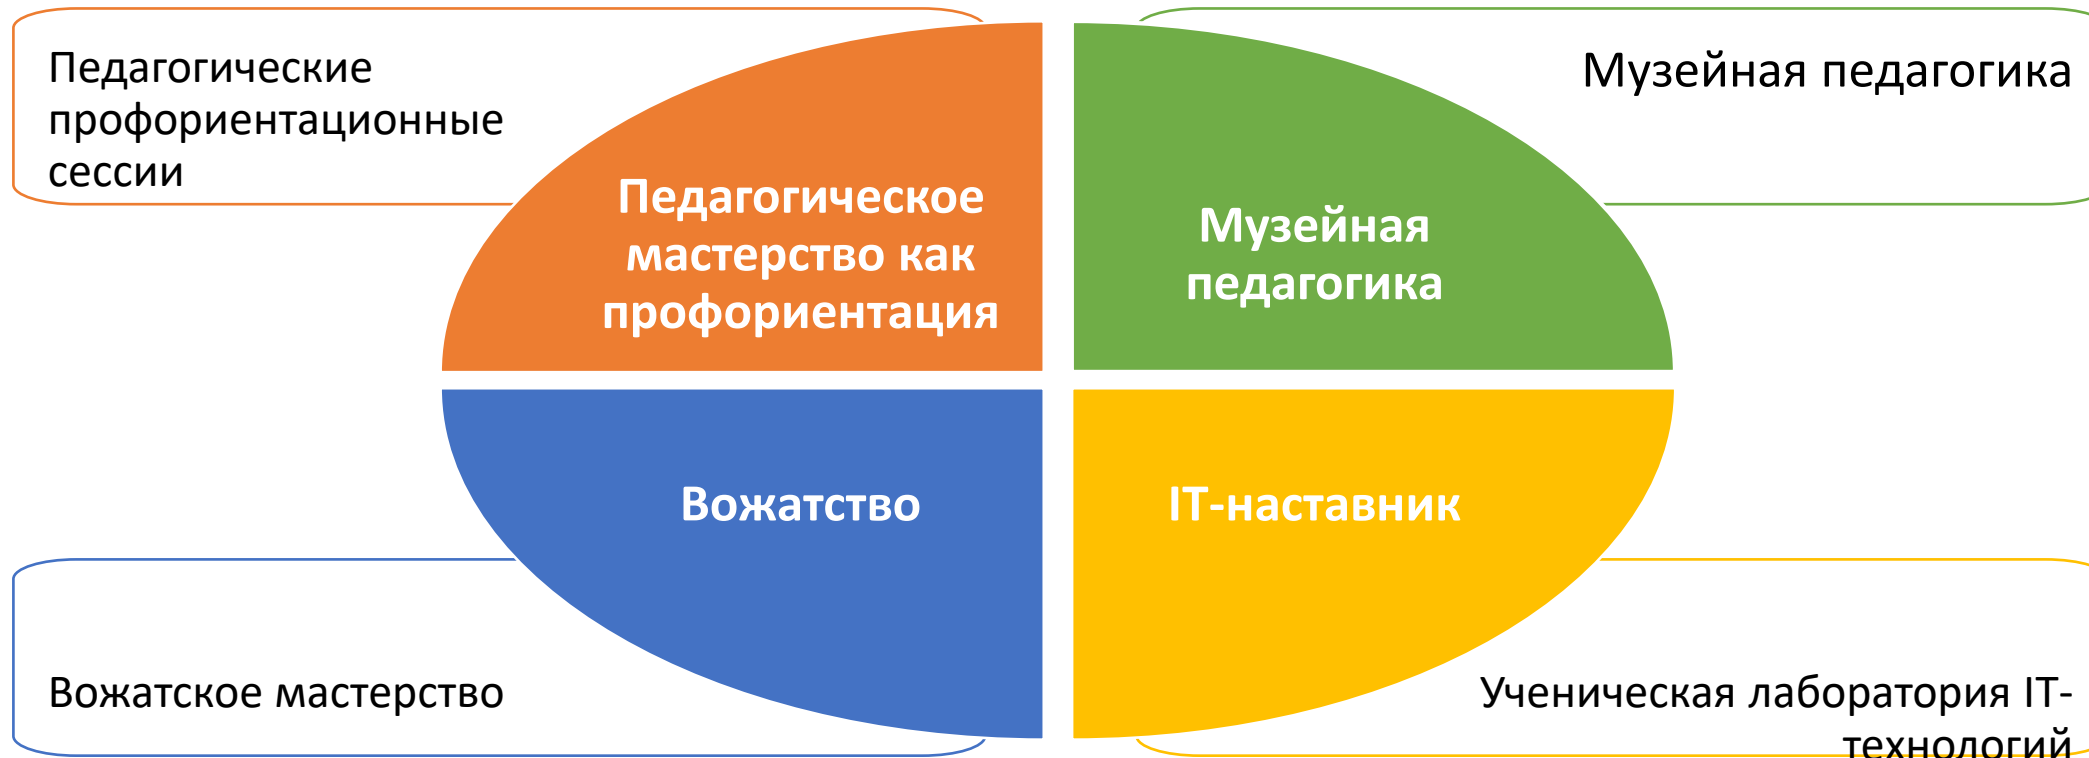 Педагогические
профориентационные
сессии
Педагогическое
мастерство как
профориентация
Музейная
педагогика
Музейная педагогика
Вожатство
IT-наставник
Вожатское мастерство
Ученическая лаборатория IT-
технологий